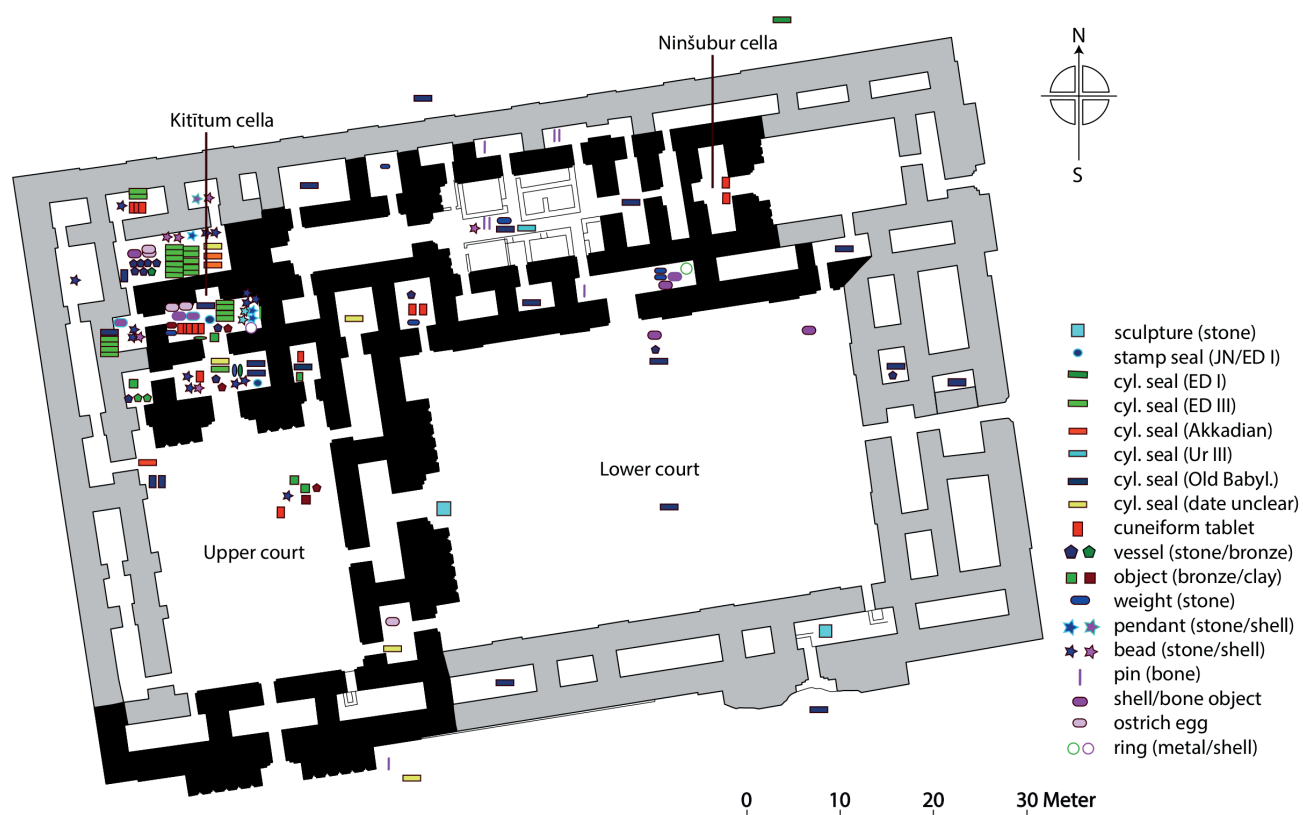 Ninšubur cella
N
S
Kitītum cella
Lower court
Upper court
sculpture (stone)
stamp seal (JN/ED I)
cyl. seal (ED I)
cyl. seal (ED III)
cyl. seal (Akkadian)
cyl. seal (Ur III)
cyl. seal (Old Babyl.)
cyl. seal (date unclear)
cuneiform tablet
vessel (stone/bronze)
object (bronze/clay)
weight (stone)
pendant (stone/shell)
bead (stone/shell)
pin (bone)
shell/bone object
ostrich egg
ring (metal/shell)
0 10 20 30 Meter